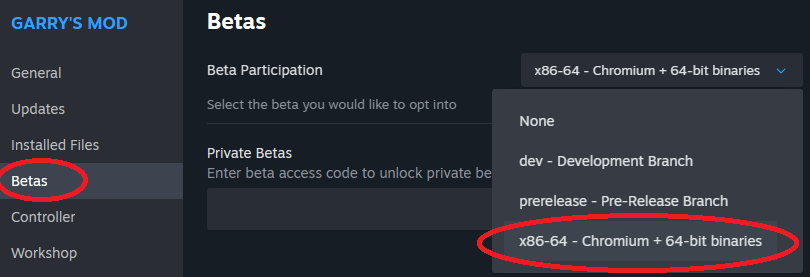 GARRY'S MOD
General
Updates
Installed Files
Betas
Controller
Workshop
Betas
Beta Participation
x86-64 - Chromium + 64-bit binaries
Select the beta you would like to opt into
None
dev - Development Branch
prerelease - Pre-Release Branch
x86-64 - Chromium + 64-bit binaries
Private Betas
Enter beta access code to unlock private be